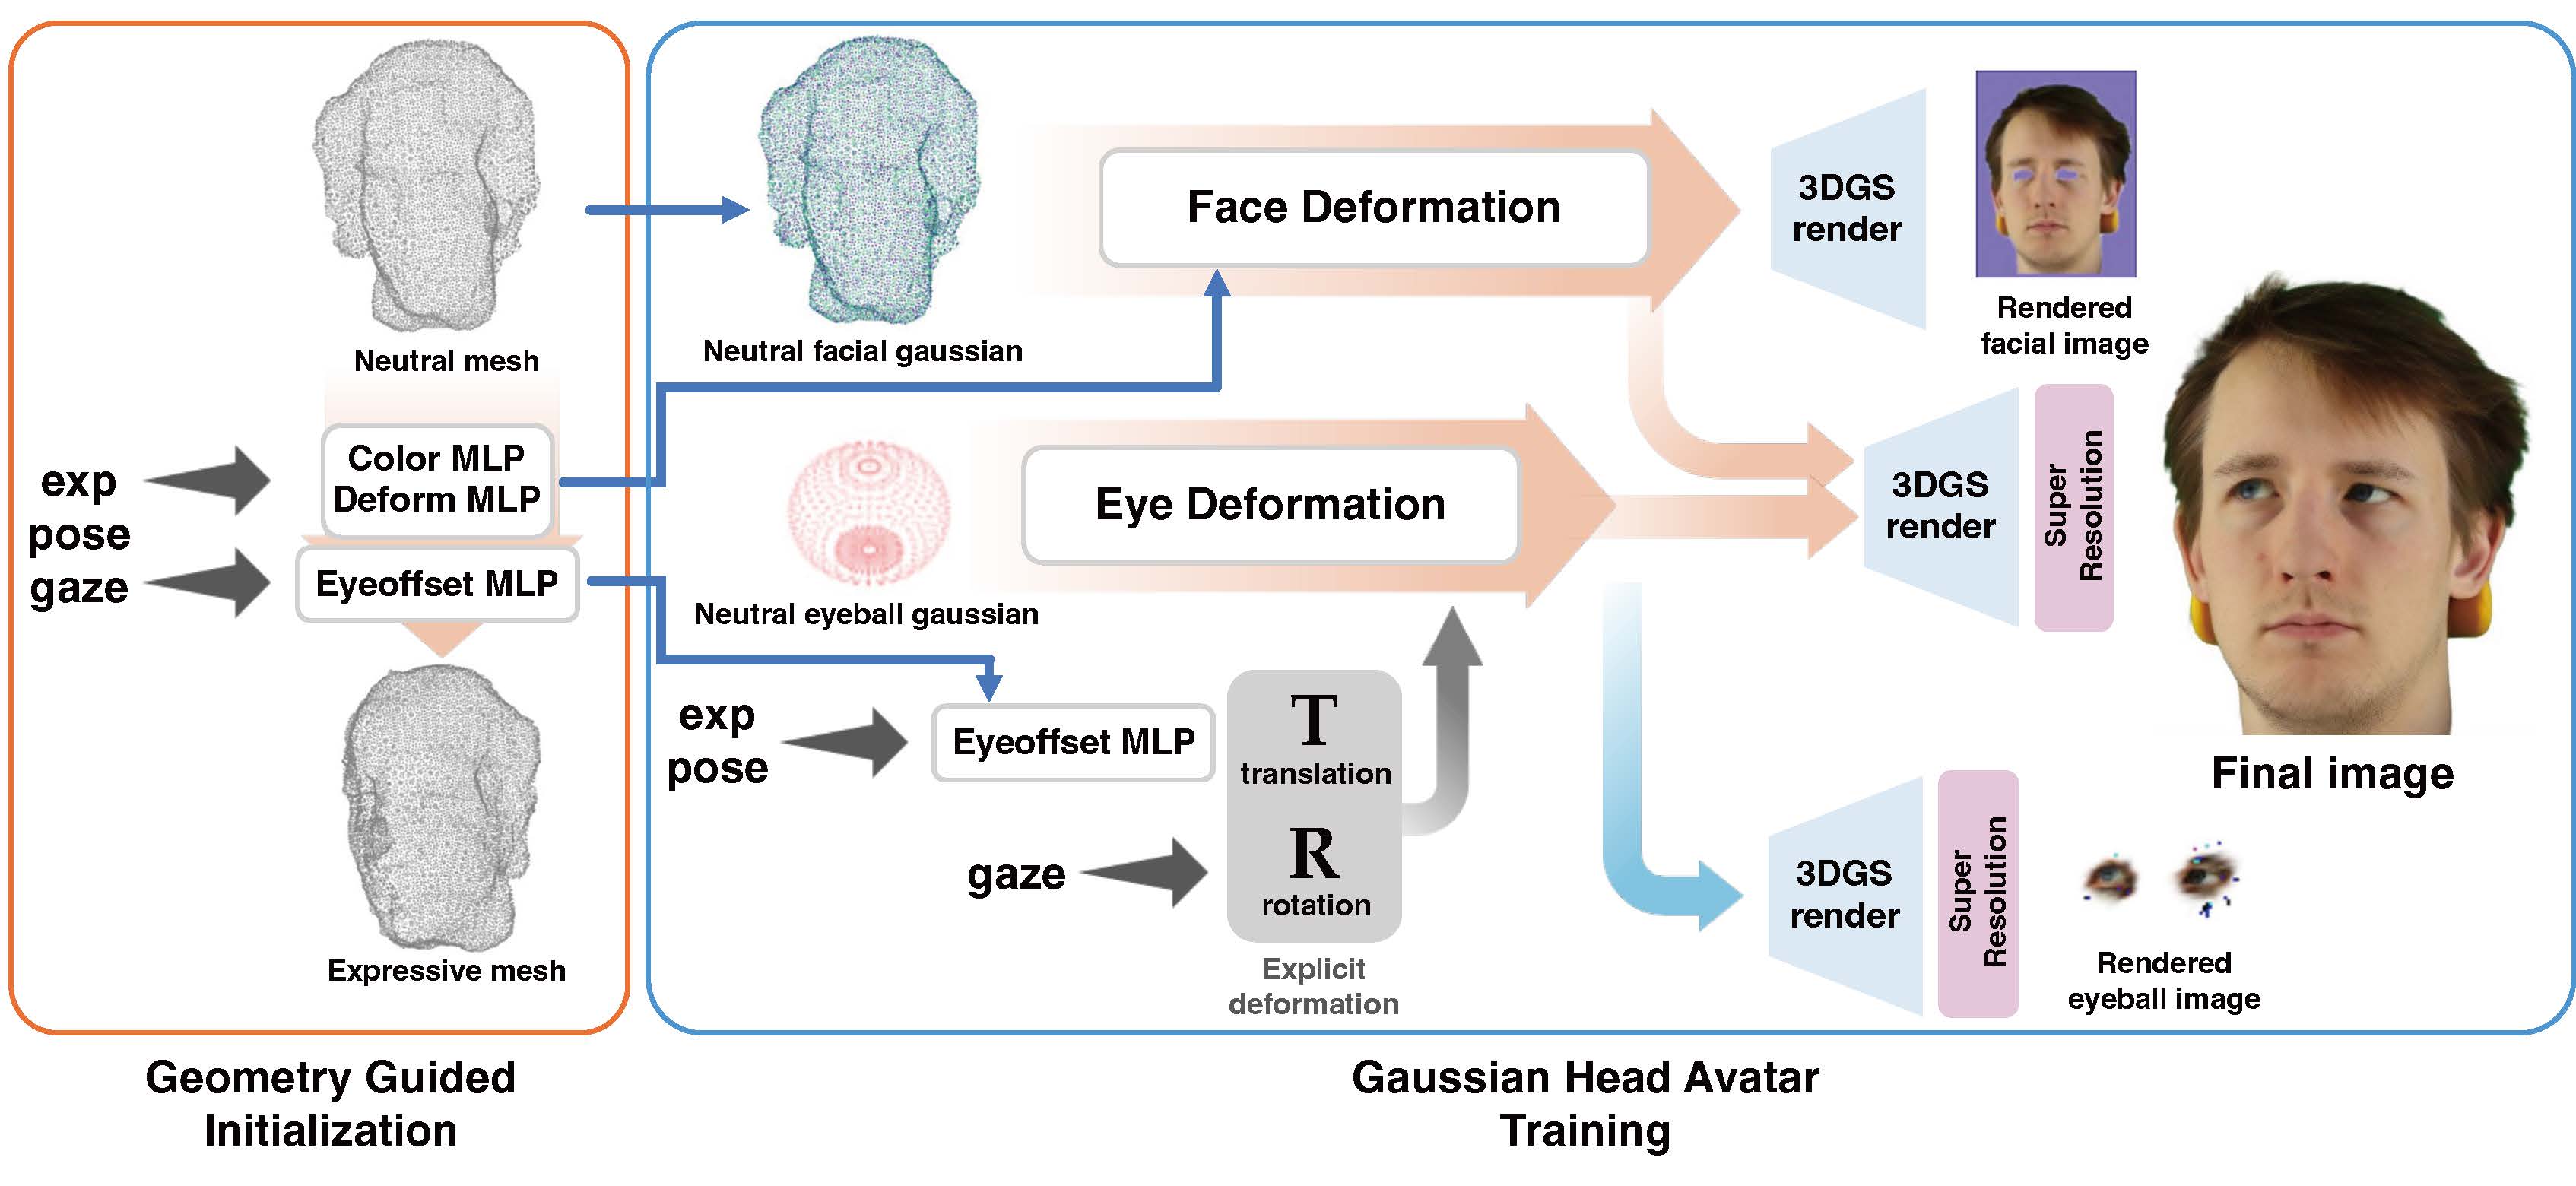 Neutral mesh
exp
pose
gaze
Color MLP
Deform MLP
Eyeoffset MLP
Expressive mesh
Geometry Guided
Initialization
Neutral facial gaussian
Face Deformation
3DGS
render
Rendered
facial image
Neutral eyeball gaussian
Eye Deformation
3DGS
render
Super
Resolution
Final image
exp
pose
Eyeoffset MLP
T
translation
gaze
R
rotation
Explicit
deformation
3DGS
render
Super
Resolution
Rendered
eyeball image
Gaussian Head Avatar
Training